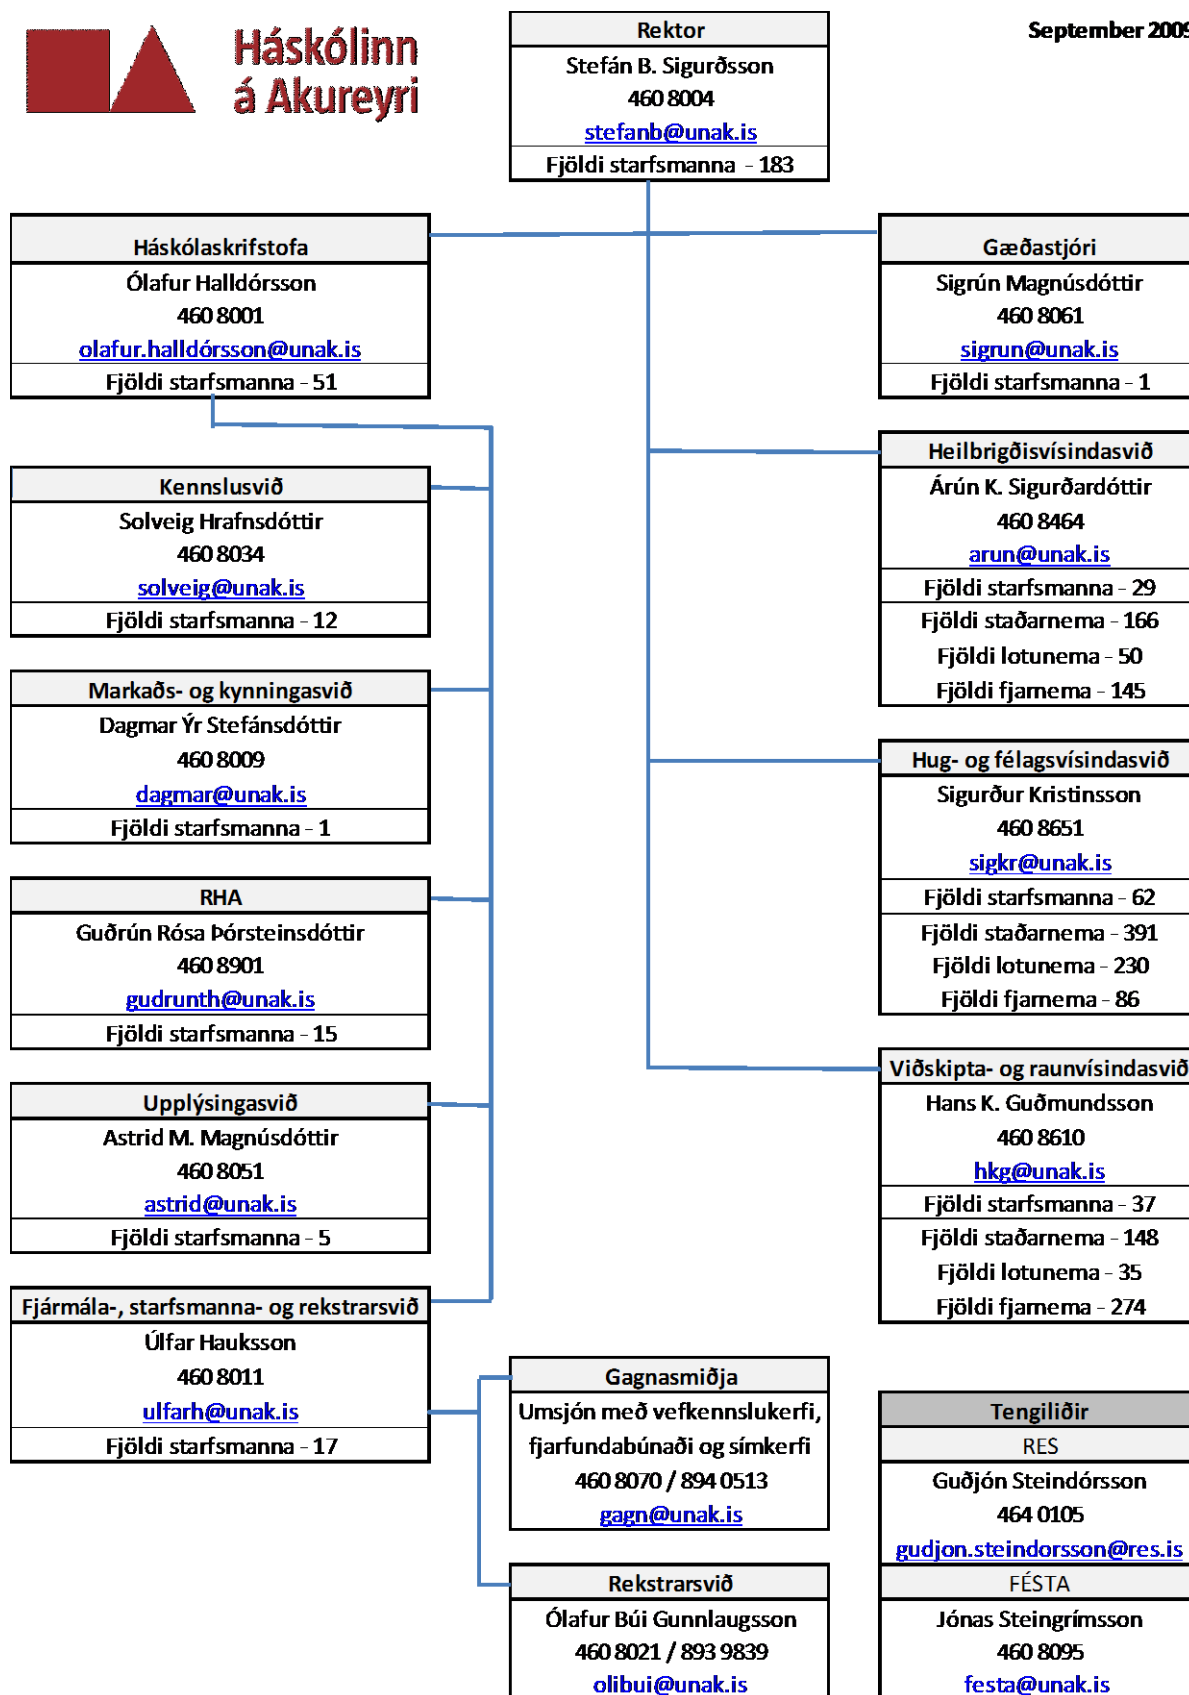 Háskólinn
á Akureyri
Rektor
Stefán B. Sigurðsson
460 8004
stefanb@unak.is
Fjöldi starfsmanna - 183
September 2009
Háskólaskrifstofa
Ólafur Halldórsson
460 8001
olafur.halldórsson@unak.is
Fjöldi starfsmanna - 51
Gæðastjóri
Sigrún Magnúsdóttir
460 8061
sigrun@unak.is
Fjöldi starfsmanna - 1
Kennslusvið
Solveig Hrafnsdóttir
460 8034
solveig@unak.is
Fjöldi starfsmanna - 12
Heilbrigðisvísindasvið
Árún K. Sigurðardóttir
460 8464
arun@unak.is
Fjöldi starfsmanna - 29
Fjöldi staðarnema - 166
Fjöldi lotunema - 50
Fjöldi fjarnema - 145
Markaðs- og kynningasvið
Dagmar Ýr Stefánsdóttir
460 8009
dagmar@unak.is
Fjöldi starfsmanna - 1
Hug- og félagsvísindasvið
Sigurður Kristinsson
460 8651
sigkr@unak.is
Fjöldi starfsmanna - 62
Fjöldi staðarnema - 391
Fjöldi lotunema - 230
Fjöldi fjarnema - 86
RHA
Guðrún Rósa Þórsteinsdóttir
460 8901
gudrunth@unak.is
Fjöldi starfsmanna - 15
Viðskipta- og raunvísindasvið
Hans K. Guðmundsson
460 8610
hkg@unak.is
Fjöldi starfsmanna - 37
Fjöldi staðarnema - 148
Fjöldi lotunema - 35
Fjöldi fjarnema - 274
Upplýsingasvið
Astrid M. Magnúsdóttir
460 8051
astrid@unak.is
Fjöldi starfsmanna - 5
Fjármála-, starfsmanna- og rekstrarsvið
Úlfar Hauksson
460 8011
ulfarh@unak.is
Fjöldi starfsmanna - 17
Gagnasmiðja
Umsjón með vefkennslukerfi,
fjarfundabúnaði og símkerfi
460 8070 / 894 0513
gagn@unak.is
Rekstrarsvið
Ólafur Búi Gunnlaugsson
460 8021 / 893 9839
olibui@unak.is
Tengiliðir
RES
Guðjón Steindórsson
464 0105
gudjon.steindorsson@res.is
FÉSTA
Jónas Steingrímsson
460 8095
festa@unak.is